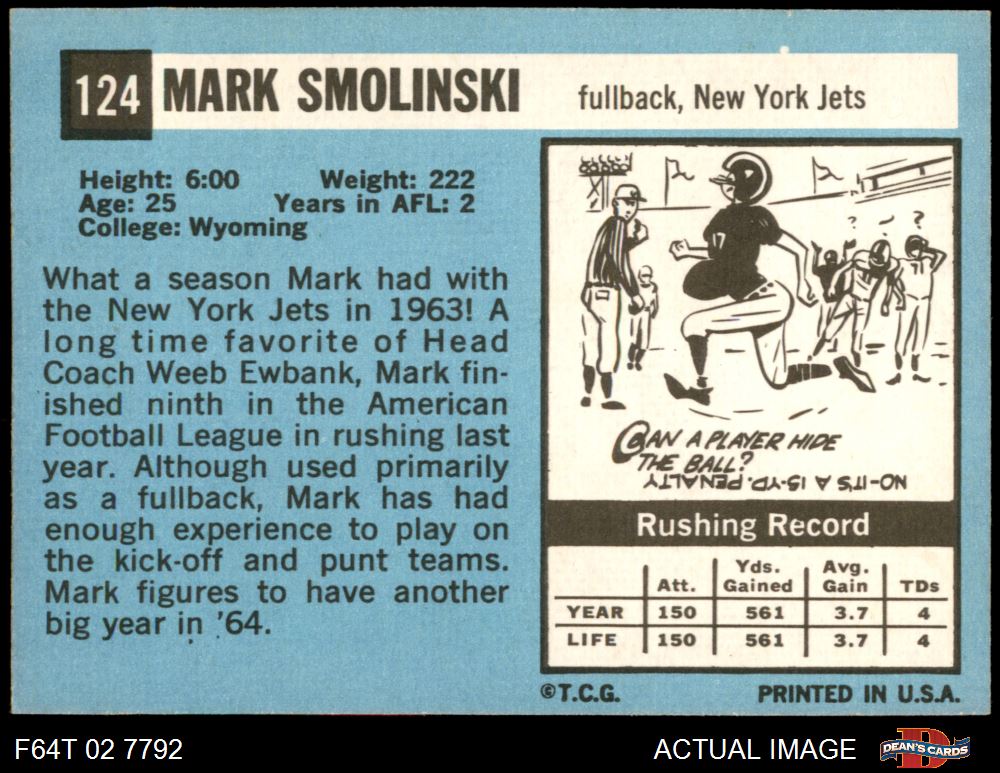 124 MARK SMOLINSKI fullback, New York Jets
Height: 6:00 Weight: 222
Age: 25 Years in AFL: 2
College: Wyoming
What a season Mark had with
the New York Jets in 1963! A
long time favorite of Head
Coach Weeb Ewbank, Mark fin-
ished ninth in the American
Football League in rushing last
year. Although used primarily
as a fullback, Mark has had
enough experience to play on
the kick-off and punt teams.
Mark figures to have another
big year in '64.
17
? ?
CAN A PLAYER HIDE
THE BALL?
NO-IT'S A 15-YD. PENALTY
Rushing Record
Att. Yds. Gained Avg. Gain TDs
YEAR 150 561 3.7 4
LIFE 150 561 3.7 4
©T.C.G. PRINTED IN U.S.A.
F64T 02 7792 ACTUAL IMAGE DEAN'S CARDS